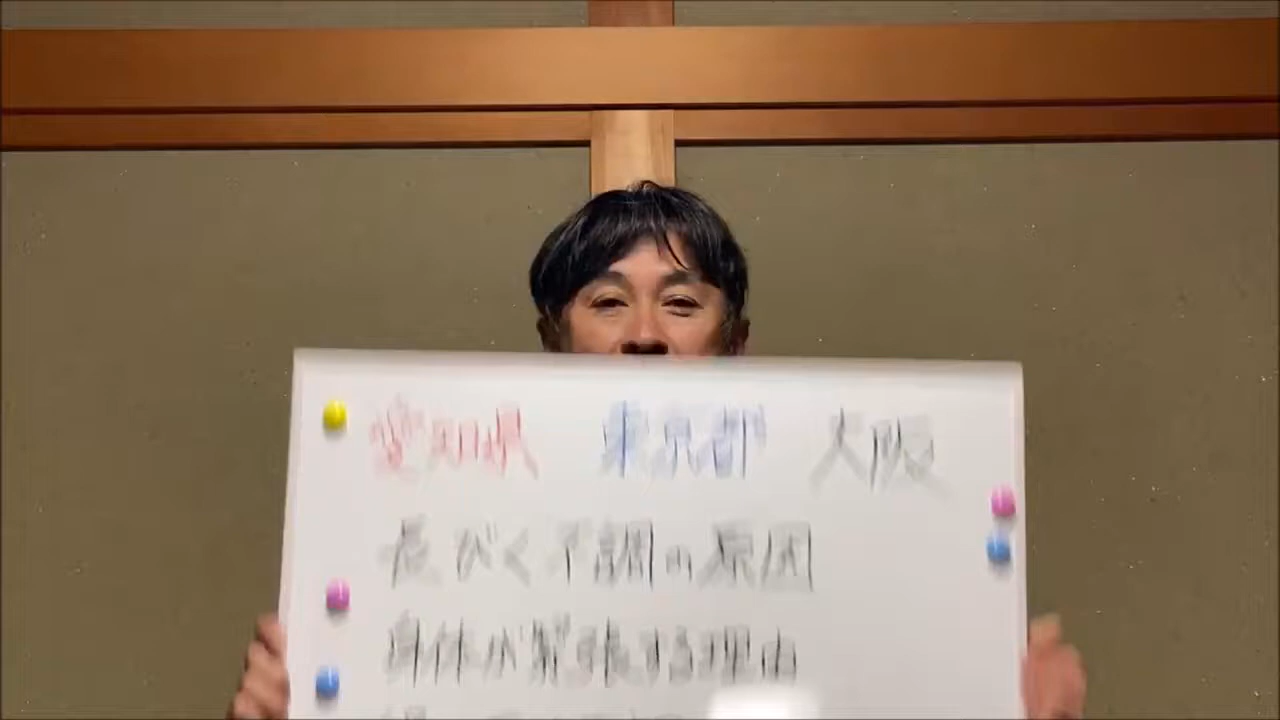 愛知県 東京都 大阪
長びく不調の原因
身体が緊張する理由